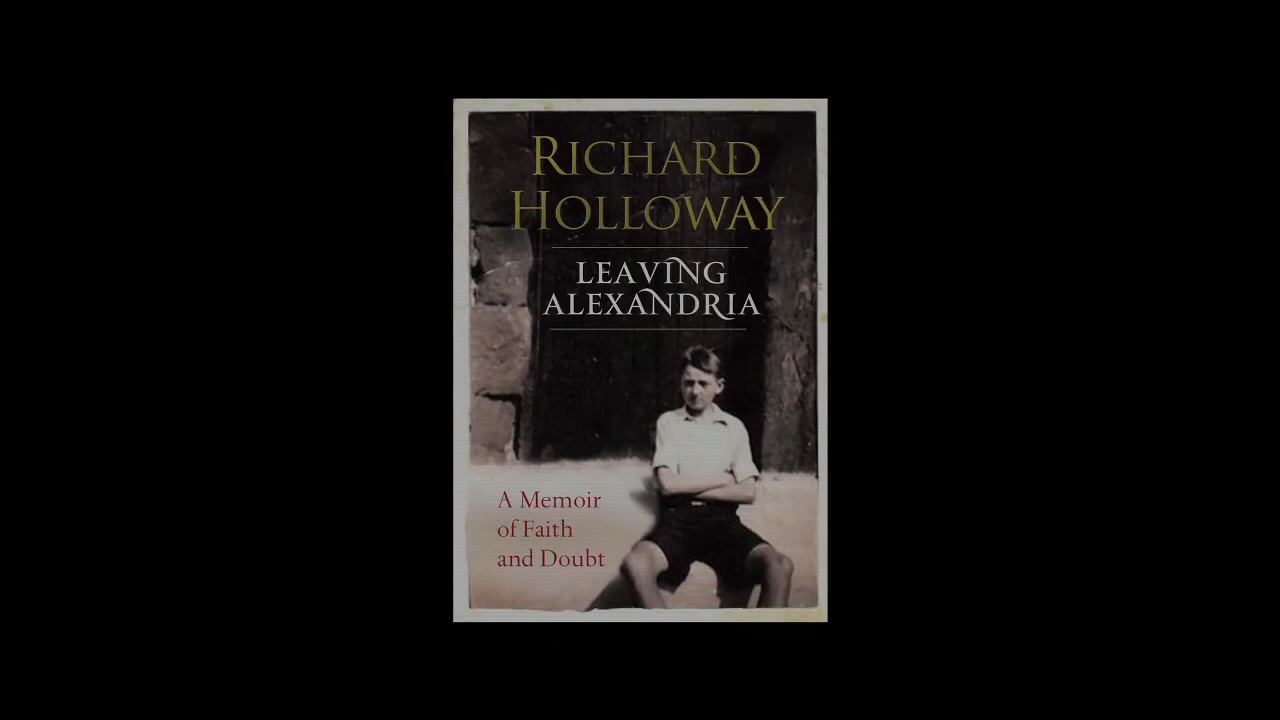 RICHARD
HOLLOWAY
LEAVING
ALEXANDRIA
A Memoir
of Faith
and Doubt